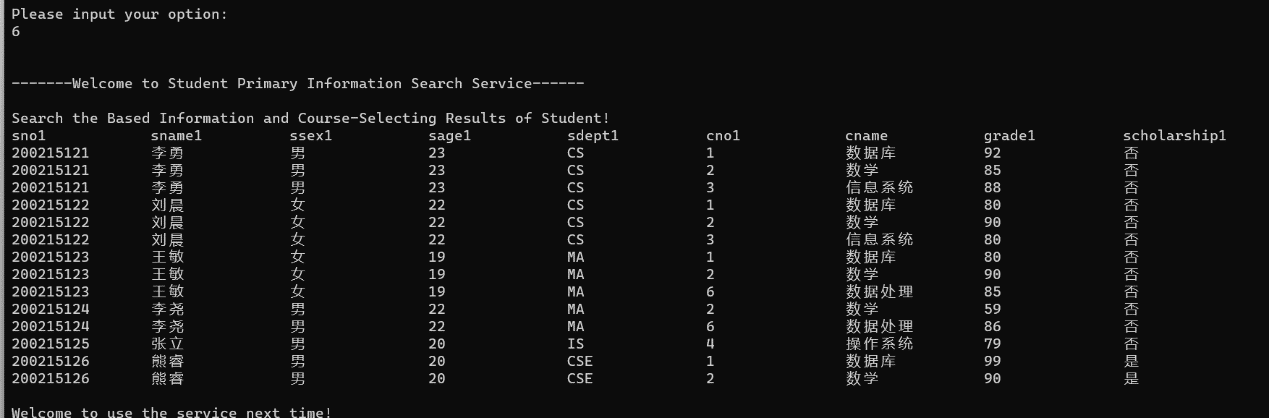 Please input your option:
6
-------Welcome to Student Primary Information Search Service------
Search the Based Information and Course-Selecting Results of Student!
sno1 sname1 ssex1 sage1 sdept1 cno1 cname grade1 scholarship1
200215121 李勇 男 23 CS 1 数据库 92 否
200215121 李勇 男 23 CS 2 数学 85 否
200215121 李勇 男 23 CS 3 信息系统 88 否
200215122 刘晨 女 22 CS 1 数据库 80 否
200215122 刘晨 女 22 CS 2 数学 90 否
200215122 刘晨 女 22 CS 3 信息系统 80 否
200215123 王敏 女 19 MA 1 数据库 80 否
200215123 王敏 女 19 MA 2 数学 90 否
200215123 王敏 女 19 MA 6 数据处理 85 否
200215124 李尧 男 22 MA 2 数学 59 否
200215124 李尧 男 22 MA 6 数据处理 86 否
200215125 张立 男 20 IS 4 操作系统 79 否
200215126 熊睿 男 20 CSE 1 数据库 99 是
200215126 熊睿 男 20 CSE 2 数学 90 是
Welcome to use the service next time!